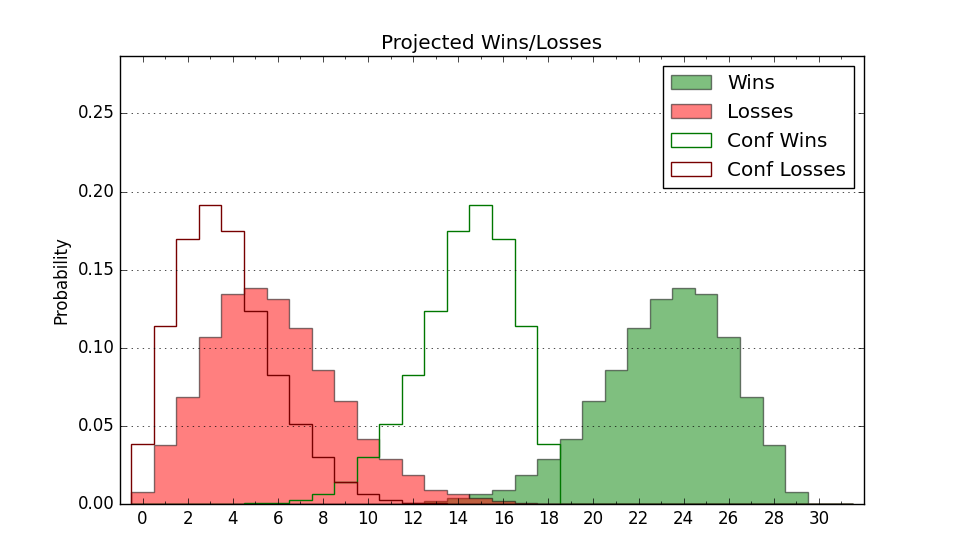 Projected Wins/Losses
Wins
Losses
Conf Wins
Conf Losses
Probability
0.25
0.20
0.15
0.10
0.05
0.00
0 2 4 6 8 10 12 14 16 18 20 22 24 26 28 30